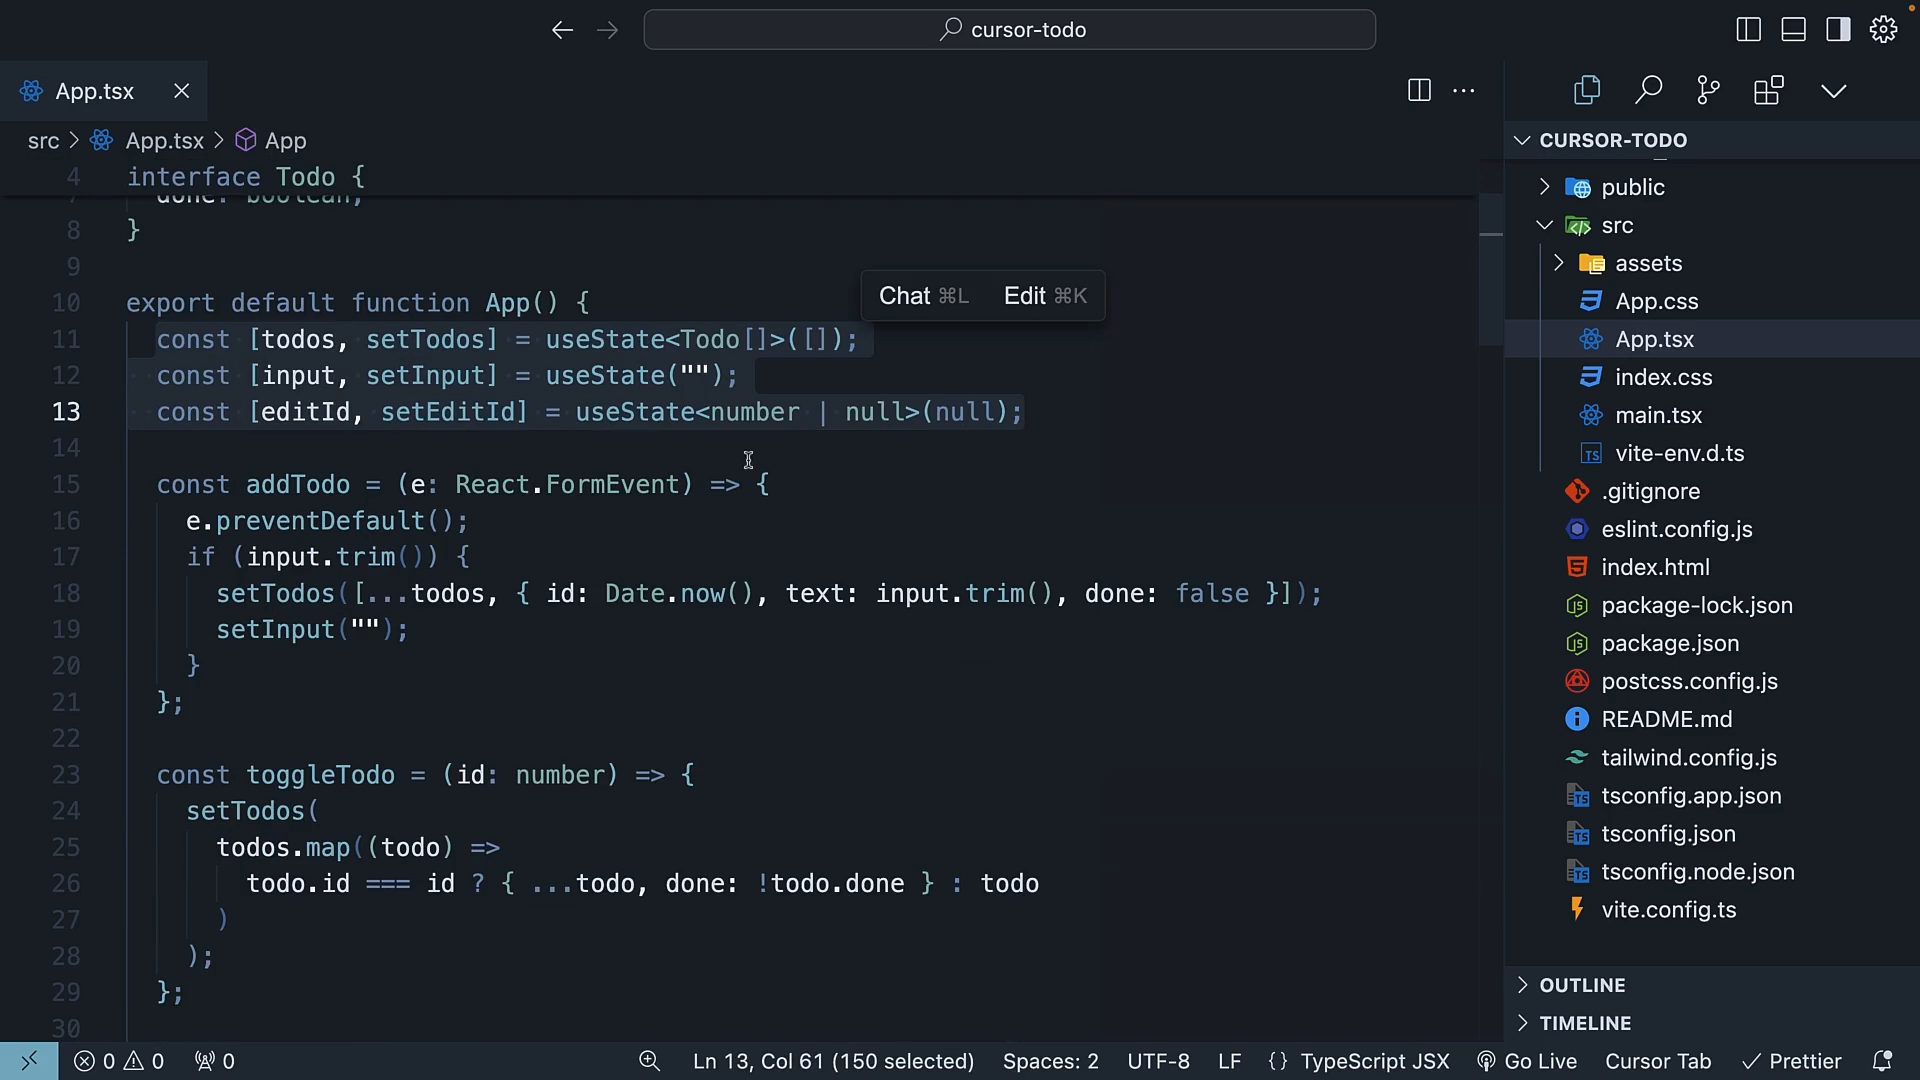 cursor-todo
App.tsx
src > App.tsx > App
4 interface Todo {
7 done: boolean;
8 }
9
10 export default function App() {
Chat ⌘L Edit ⌘K
11 const [todos, setTodos] = useState<Todo[]>([]);
12 const [input, setInput] = useState("");
13 const [editId, setEditId] = useState<number | null>(null);
14
15 const addTodo = (e: React.FormEvent) => {
16 e.preventDefault();
17 if (input.trim()) {
18 setTodos([...todos, { id: Date.now(), text: input.trim(), done: false }]);
19 setInput("");
20 }
21 };
22
23 const toggleTodo = (id: number) => {
24 setTodos(
25 todos.map((todo) =>
26 todo.id === id ? { ...todo, done: !todo.done } : todo
27 )
28 );
29 };
30
CURSOR-TODO
public
src
assets
App.css
App.tsx
index.css
main.tsx
vite-env.d.ts
.gitignore
eslint.config.js
index.html
package-lock.json
package.json
postcss.config.js
README.md
tailwind.config.js
tsconfig.app.json
tsconfig.json
tsconfig.node.json
vite.config.ts
OUTLINE
TIMELINE
0 0 0 Ln 13, Col 61 (150 selected) Spaces: 2 UTF-8 LF {} TypeScript JSX Go Live Cursor Tab Prettier